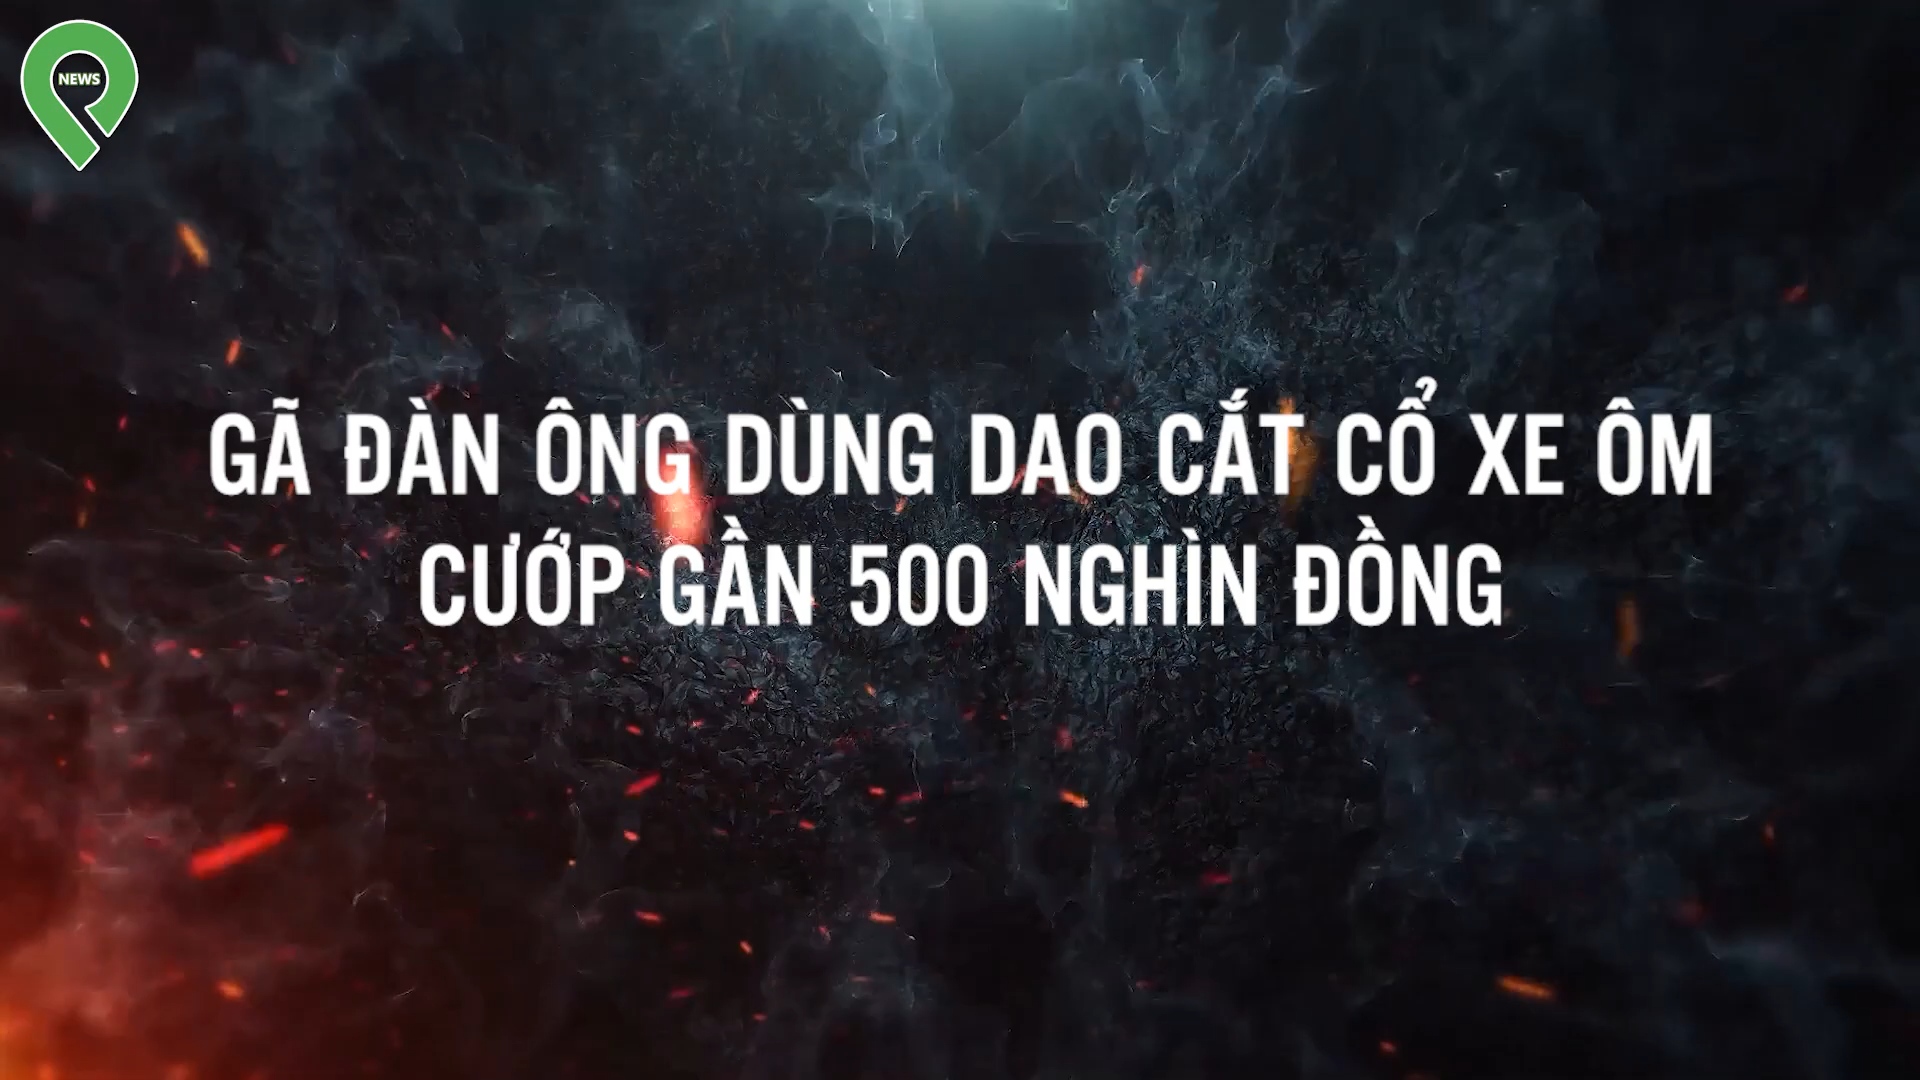 NEWS
GÃ ĐÀN ÔNG DÙNG DAO CẮT CỔ XE ÔM
CƯỚP GẦN 500 NGHÌN ĐỒNG